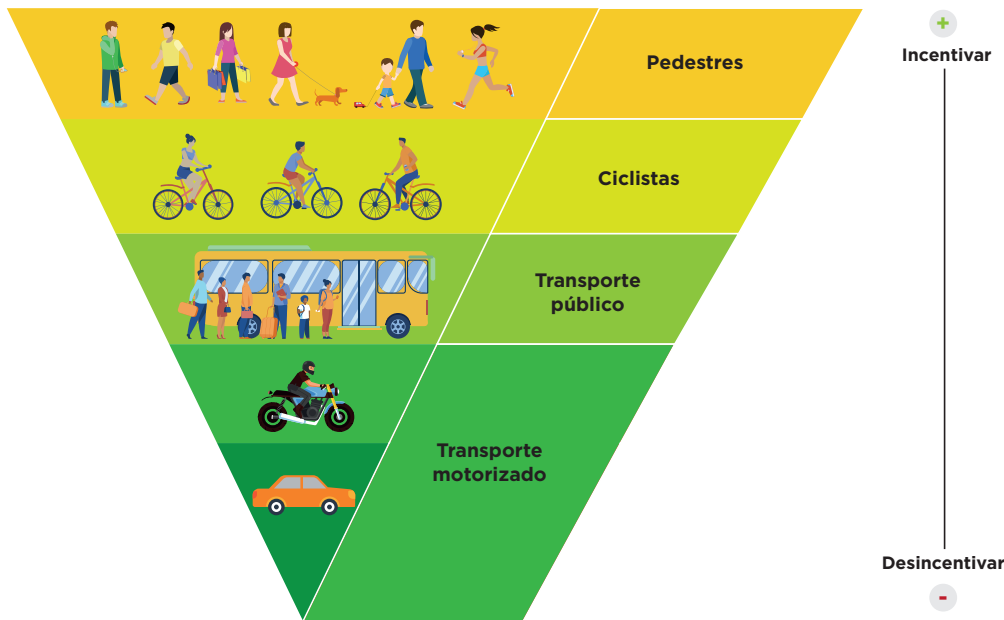 Pedestres
Ciclistas
Transporte
público
Transporte
motorizado
+
Incentivar
Desincentivar
-